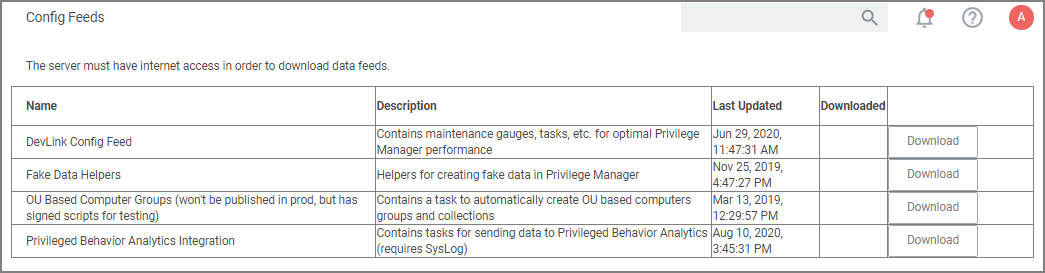 Config Feeds
A
The server must have internet access in order to download data feeds.
Name Description Last Updated Downloaded
DevLink Config Feed Contains maintenance gauges, tasks, etc. for optimal Privilege Manager performance Jun 29, 2020, 11:47:31 AM Download
Fake Data Helpers Helpers for creating fake data in Privilege Manager Nov 25, 2019, 4:47:27 PM Download
OU Based Computer Groups (won't be published in prod, but has signed scripts for testing) Contains a task to automatically create OU based computers groups and collections Mar 13, 2019, 12:29:57 PM Download
Privileged Behavior Analytics Integration Contains tasks for sending data to Privileged Behavior Analytics (requires SysLog) Aug 10, 2020, 3:45:31 PM Download